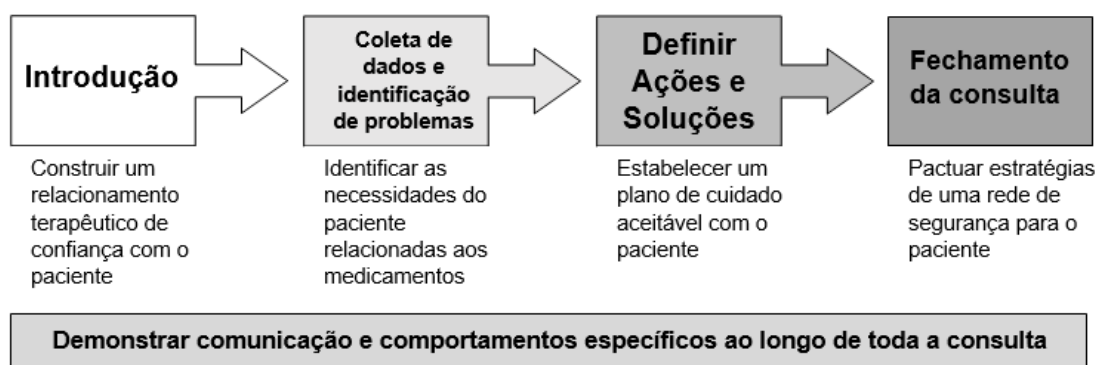 Introdução
Coleta de
dados e
identificação
de problemas
Definir
Ações e
Soluções
Fechamento
da consulta
Construir um
relacionamento
terapêutico de
confiança com o
paciente
Identificar as
necessidades do
paciente
relacionadas aos
medicamentos
Estabelecer um
plano de cuidado
aceitável com o
paciente
Pactuar estratégias
de uma rede de
segurança para o
paciente
Demonstrar comunicação e comportamentos específicos ao longo de toda a consulta